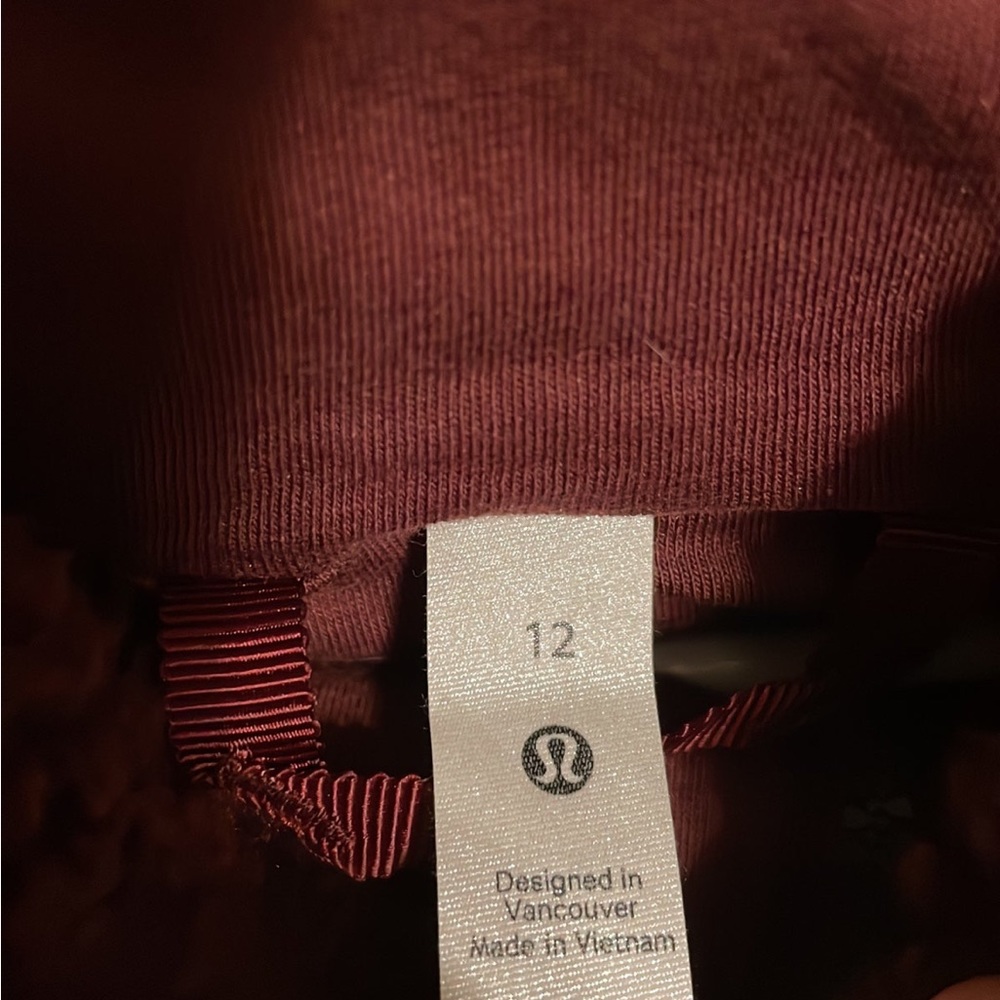 12
Designed in
Vancouver
Made in Vietnam